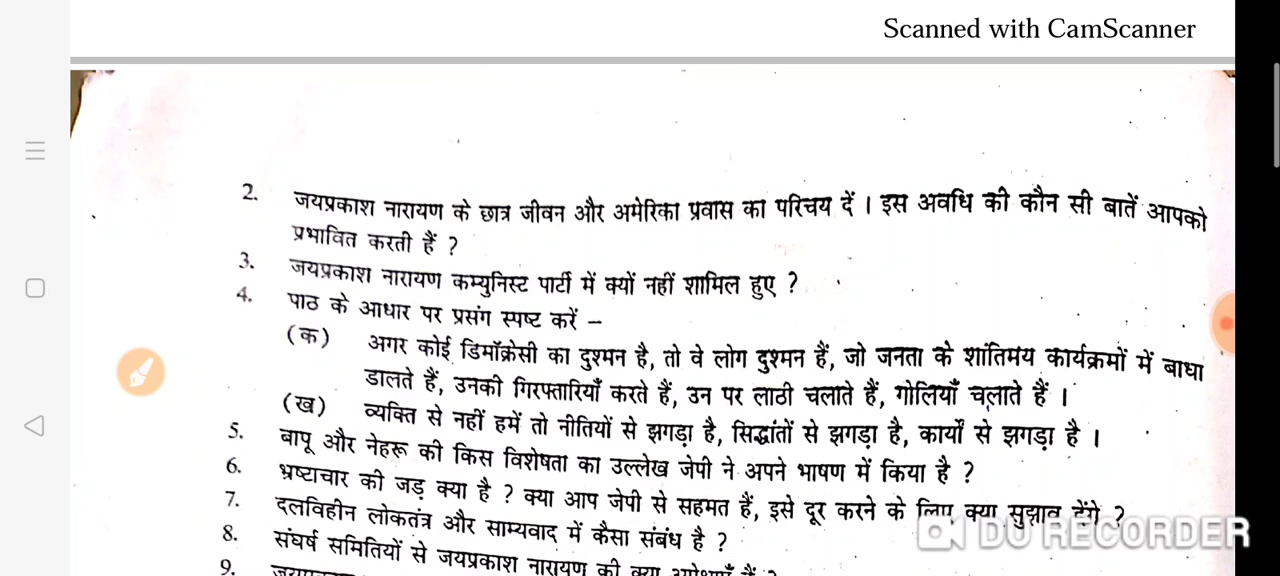 Scanned with CamScanner
2. जयप्रकाश नारायण के छात्र जीवन और अमेरिका प्रवास का परिचय दें । इस अवधि की कौन सी बातें आपको
प्रभावित करती हैं ?
3. जयप्रकाश नारायण कम्युनिस्ट पार्टी में क्यों नहीं शामिल हुए ?
4. पाठ के आधार पर प्रसंग स्पष्ट करें –
(क) अगर कोई डिमॉक्रेसी का दुश्मन है, तो वे लोग दुश्मन हैं, जो जनता के शांतिमय कार्यक्रमों में बाधा
डालते हैं, उनकी गिरफ्तारियाँ करते हैं, उन पर लाठी चलाते हैं, गोलियाँ चलाते हैं ।
(ख) व्यक्ति से नहीं हमें तो नीतियों से झगड़ा है, सिद्धांतों से झगड़ा है, कार्यों से झगड़ा है ।
5. बापू और नेहरू की किस विशेषता का उल्लेख जेपी ने अपने भाषण में किया है ?
6. भ्रष्टाचार की जड़ क्या है ? क्या आप जेपी से सहमत हैं, इसे दूर करने के लिए क्या सुझाव देंगे ?
7. दलविहीन लोकतंत्र और साम्यवाद में कैसा संबंध है ?
8. संघर्ष समितियों से जयप्रकाश नारायण की क्या
9.
DU RECORDER